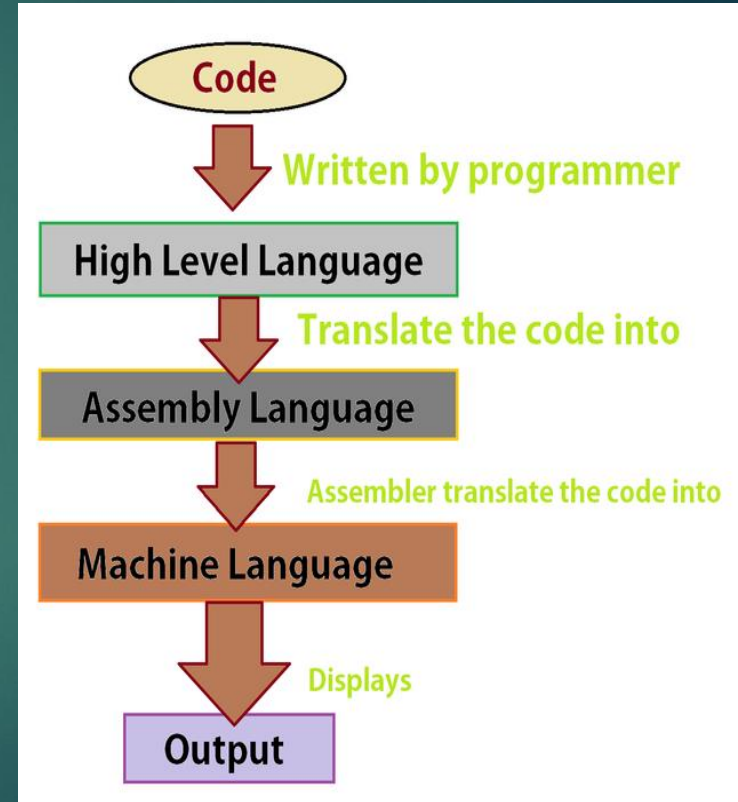 Code
Written by programmer
High Level Language
Translate the code into
Assembly Language
Assembler translate the code into
Machine Language
Displays
Output